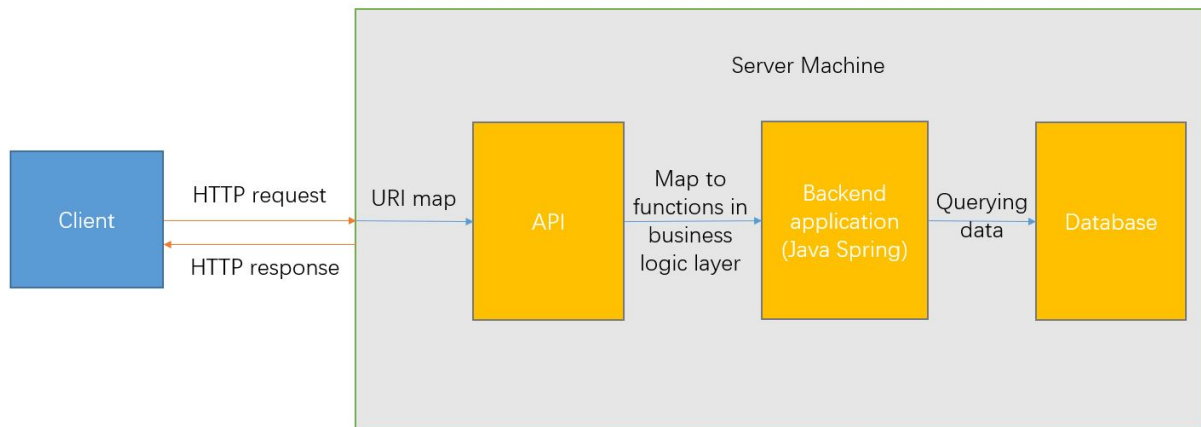 Server Machine
Client
HTTP request
HTTP response
URI map
API
Map to
functions in
business
logic layer
Backend
application
(Java Spring)
Querying
data
Database